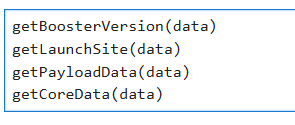 getBoosterVersion(data)
getLaunchSite(data)
getPayloadData(data)
getCoreData(data)